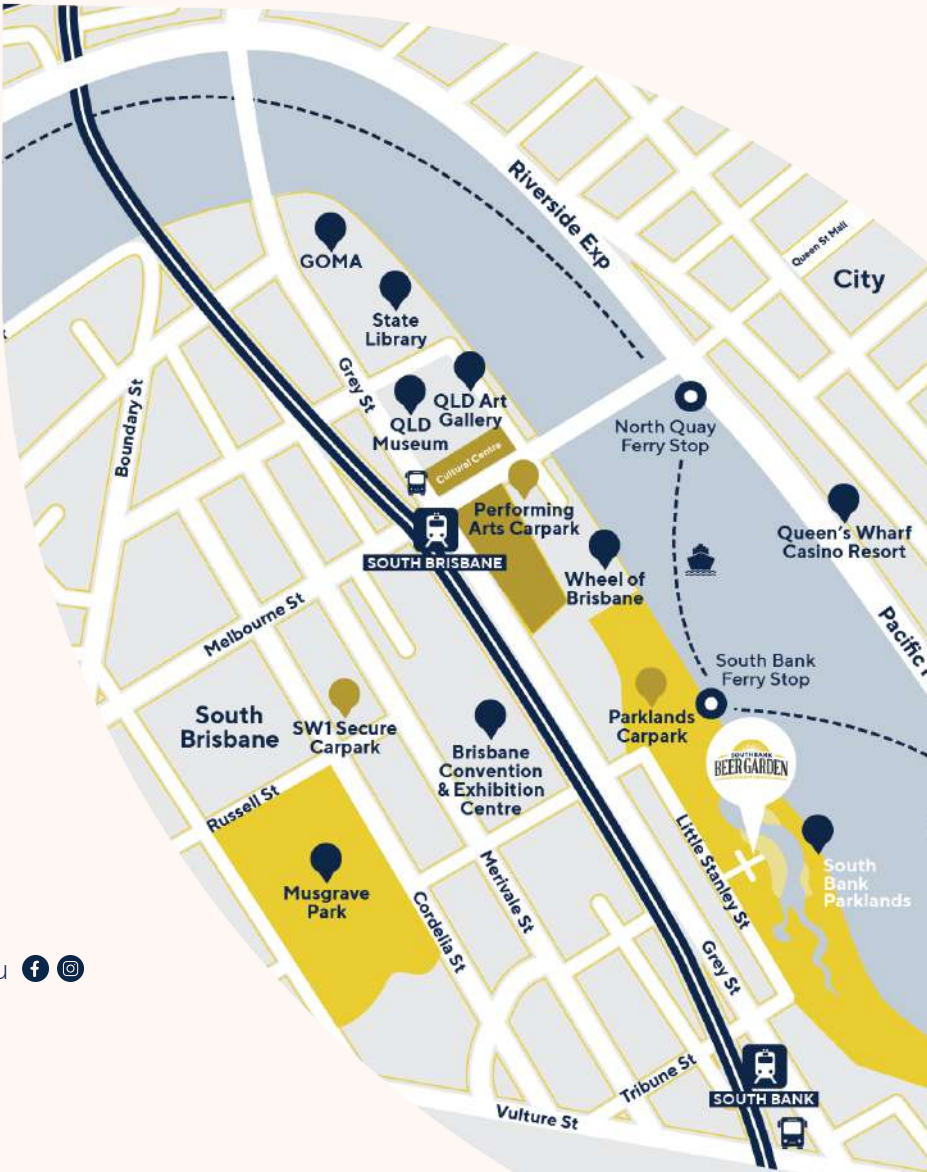 Riverside Exp
Queen St Mall
City
GOMA
State
Library
Grey St
QLD Art
Gallery
QLD
Museum
Cultural Centre
Boundary St
North Quay
Ferry Stop
Performing
Arts Carpark
Queen's Wharf
Casino Resort
SOUTH BRISBANE
Wheel of
Brisbane
Melbourne St
Pacific
South Bank
Ferry Stop
South
Brisbane
SW1 Secure
Carpark
Parklands
Carpark
Brisbane
Convention
& Exhibition
Centre
SOUTHBANK
BEER GARDEN
Russell St
Little Stanley St
Musgrave
Park
Merivale St
South
Bank
Parklands
Cordelia St
Grey St
Tribune St
SOUTH BANK
Vulture St